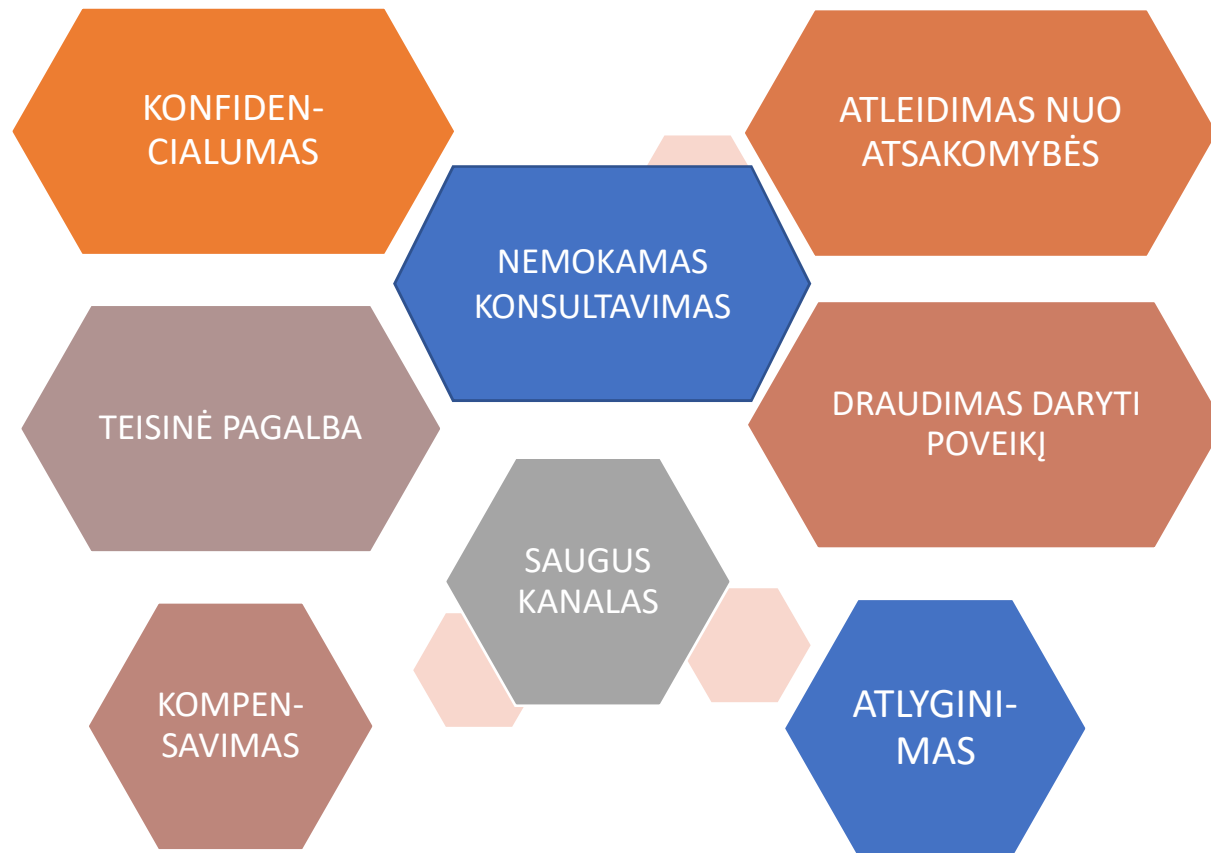 KONFIDEN-
CIALUMAS
ATLEIDIMAS NUO
ATSAKOMYBĖS
NEMOKAMAS
KONSULTAVIMAS
TEISINĖ PAGALBA
DRAUDIMAS DARYTI
POVEIKĮ
SAUGUS
KANALAS
KOMPEN-
SAVIMAS
ATLYGINI-
MAS